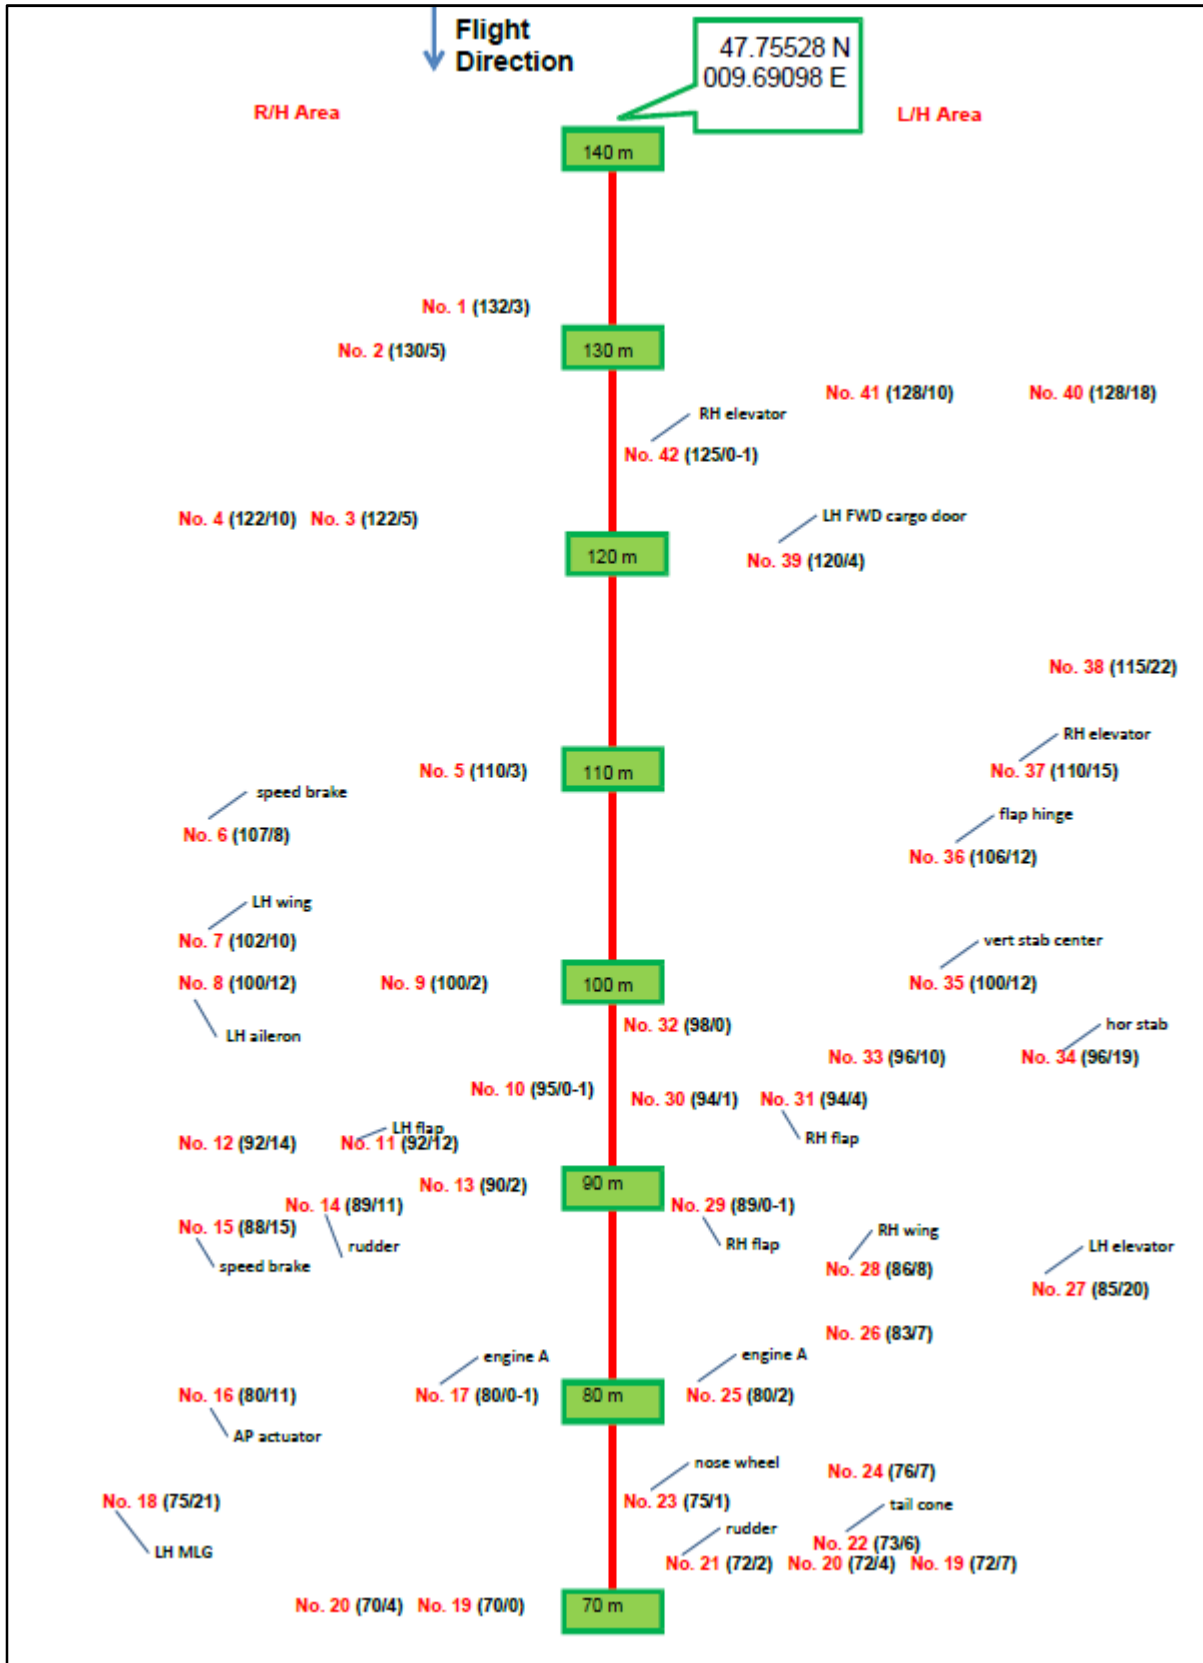 Flight
Direction
47.75528 N
009.69098 E
R/H Area
L/H Area
140 m
No. 1 (132/3)
No. 2 (130/5)
130 m
No. 41 (128/10)
No. 40 (128/18)
RH elevator
No. 42 (125/0-1)
No. 4 (122/10)
No. 3 (122/5)
LH FWD cargo door
120 m
No. 39 (120/4)
No. 38 (115/22)
RH elevator
No. 5 (110/3)
110 m
No. 37 (110/15)
speed brake
No. 6 (107/8)
flap hinge
No. 36 (106/12)
LH wing
No. 7 (102/10)
vert stab center
No. 8 (100/12)
No. 9 (100/2)
100 m
No. 35 (100/12)
LH aileron
No. 32 (98/0)
hor stab
No. 33 (96/10)
No. 34 (96/19)
No. 10 (95/0-1)
No. 30 (94/1)
No. 31 (94/4)
LH flap
RH flap
No. 12 (92/14)
No. 11 (92/12)
No. 13 (90/2)
90 m
No. 14 (89/11)
No. 29 (89/0-1)
No. 15 (88/15)
rudder
RH flap
RH wing
speed brake
LH elevator
No. 28 (86/8)
No. 27 (85/20)
No. 26 (83/7)
engine A
engine A
No. 16 (80/11)
No. 17 (80/0-1)
80 m
No. 25 (80/2)
AP actuator
nose wheel
No. 24 (76/7)
No. 18 (75/21)
No. 23 (75/1)
tail cone
LH MLG
rudder
No. 22 (73/6)
No. 21 (72/2)
No. 20 (72/4)
No. 19 (72/7)
No. 20 (70/4)
No. 19 (70/0)
70 m